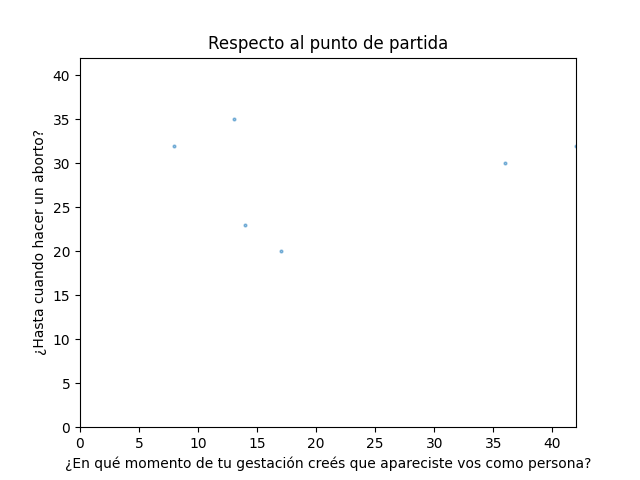 Respecto al punto de partida
¿Hasta cuando hacer un aborto?
40
35
30
25
20
15
10
5
0
0 5 10 15 20 25 30 35 40
¿En qué momento de tu gestación creés que apareciste vos como persona?